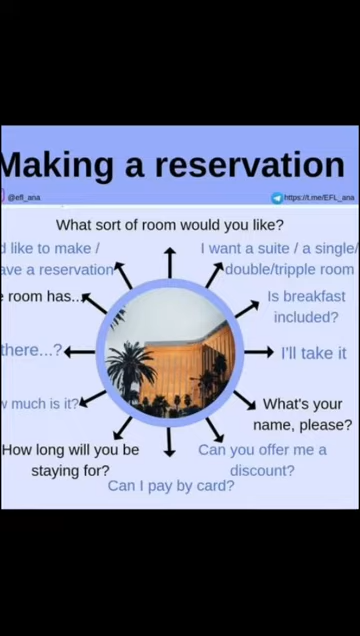 Making a reservation
@efl_ana
https://t.me/EFL_ana
What sort of room would you like?
d like to make /
ave a reservation
I want a suite / a single/
double/tripple room
e room has...
Is breakfast
included?
there...?
I'll take it
w much is it?
What's your
name, please?
How long will you be
staying for?
Can you offer me a
discount?
Can I pay by card?